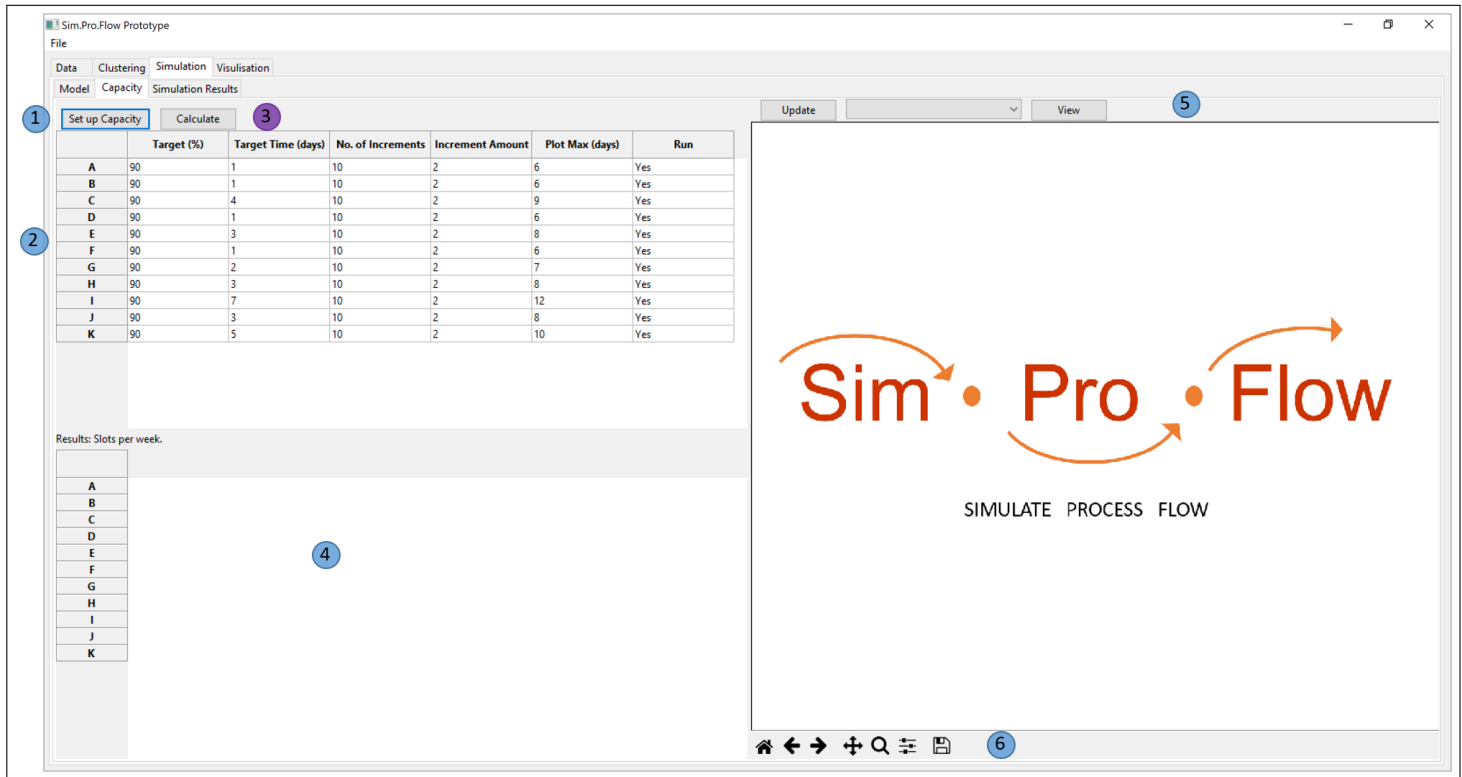 Sim.Pro.Flow Prototype
File
Data Clustering Simulation Visulisation
Model Capacity Simulation Results
1 Set up Capacity Calculate 3
Target (%) Target Time (days) No. of Increments Increment Amount Plot Max (days) Run
A 90 1 10 2 6 Yes
B 90 1 10 2 6 Yes
C 90 4 10 2 9 Yes
D 90 1 10 2 6 Yes
2
E 90 3 10 2 8 Yes
F 90 1 10 2 6 Yes
G 90 2 10 2 7 Yes
H 90 3 10 2 8 Yes
I 90 7 10 2 12 Yes
J 90 3 10 2 8 Yes
K 90 5 10 2 10 Yes
Results: Slots per week.
A
B
C
D
E
4
F
G
H
I
J
K
Update View 5
Sim • Pro • Flow
SIMULATE PROCESS FLOW
6